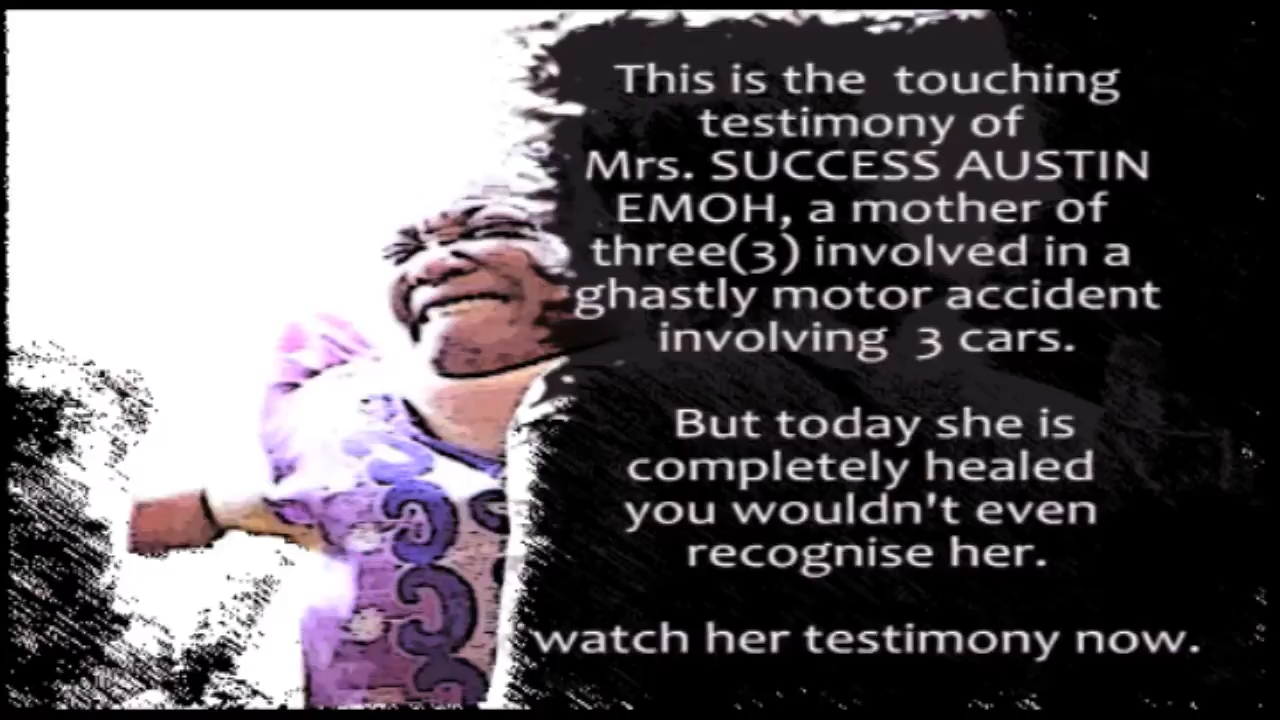 This is the touching
testimony of
Mrs. SUCCESS AUSTIN
EMOH, a mother of
three(3) involved in a
ghastly motor accident
involving 3 cars.
But today she is
completely healed
you wouldn't even
recognise her.
watch her testimony now.